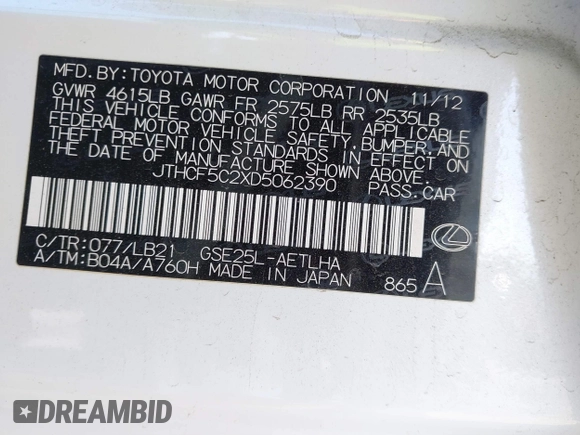 MFD. BY: TOYOTA MOTOR CORPORATION 11/12
GVWR 4615LB GAWR FR 2575LB RR 2535LB
THIS VEHICLE CONFORMS TO ALL APPLICABLE
FEDERAL MOTOR VEHICLE SAFETY, BUMPER, AND
THEFT PREVENTION STANDARDS IN EFFECT ON
THE DATE OF MANUFACTURE SHOWN ABOVE.
JTHCF5C2XD5062390 PASS.CAR
C/TR:077/LB21 GSE25L-AETLHA
A/TM:B04A/A760H MADE IN JAPAN 865 A
DREAMBID